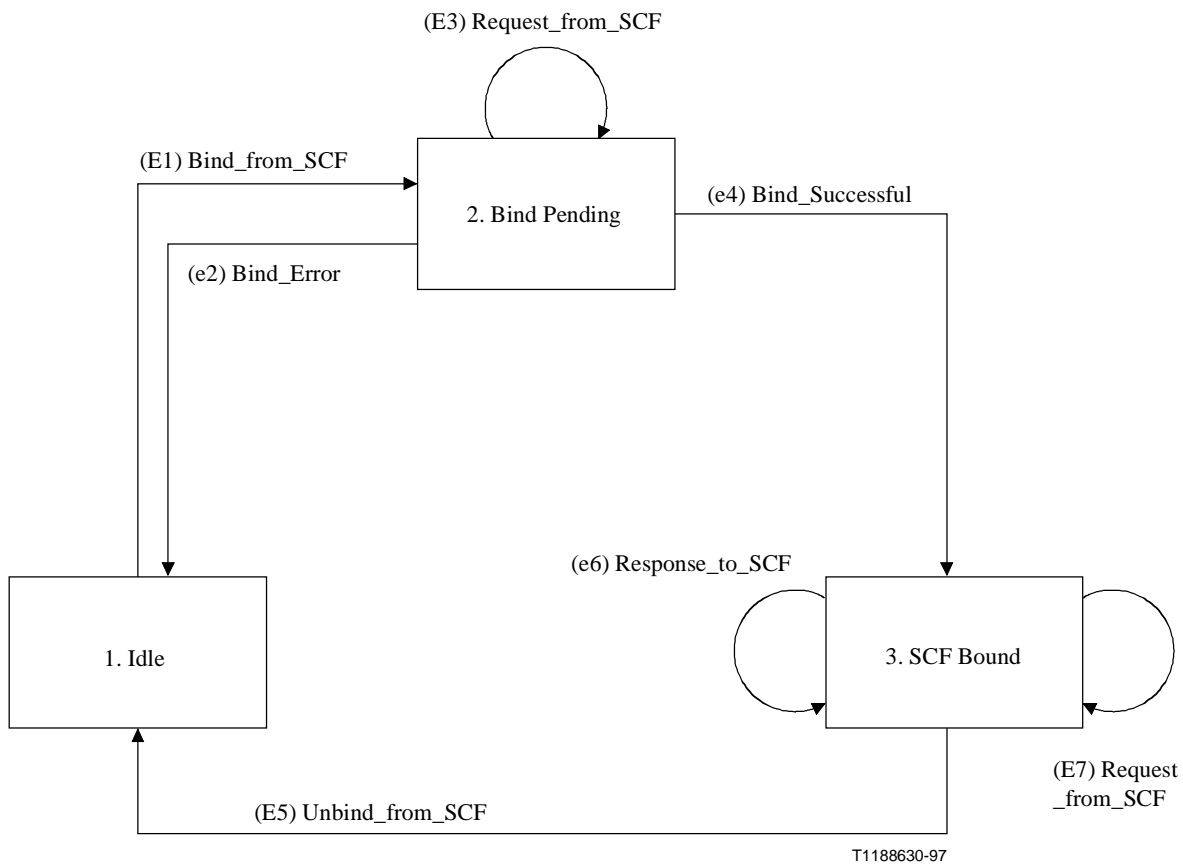 (E3) Request_from_SCF
(E1) Bind_from_SCF
(e4) Bind_Successful
2. Bind Pending
(e2) Bind_Error
(e6) Response_to_SCF
1. Idle
3. SCF Bound
(E7) Request
_from_SCF
(E5) Unbind_from_SCF
T1188630-97